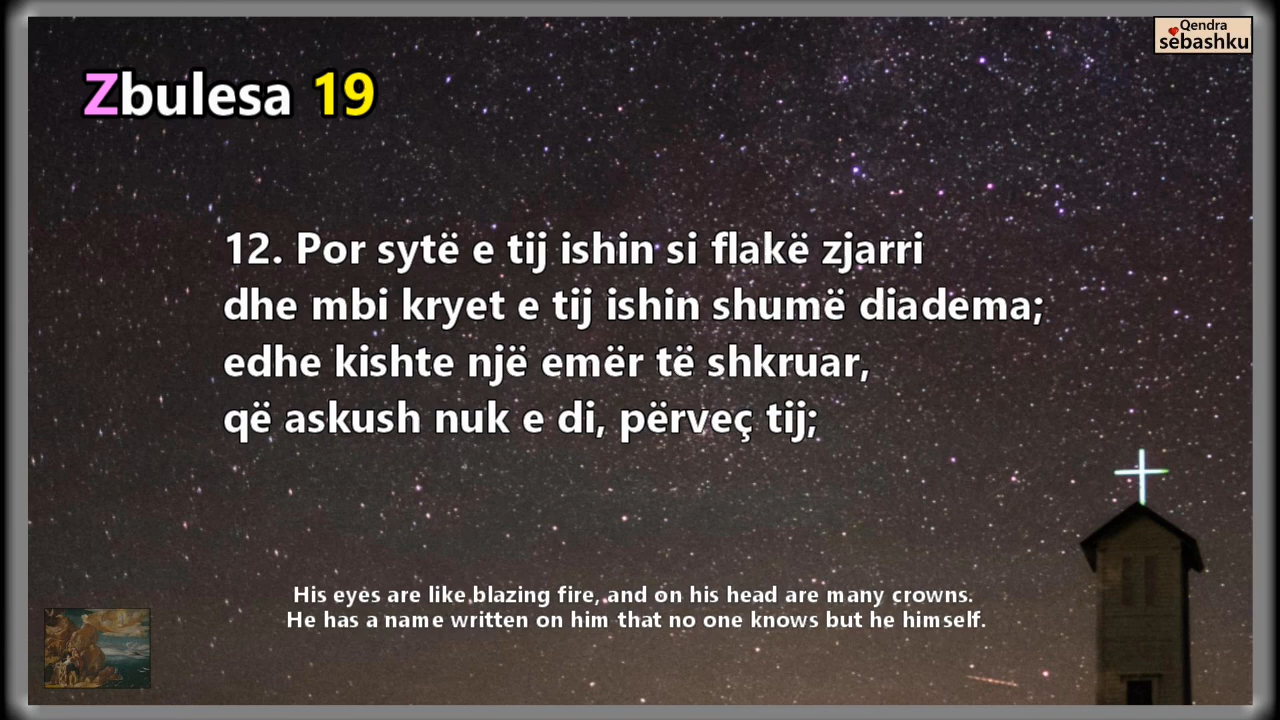 Qendra
sebashku
Zbulesa 19
12. Por sytë e tij ishin si flakë zjarri
dhe mbi kryet e tij ishin shumë diadema;
edhe kishte një emër të shkruar,
që askush nuk e di, përveç tij;
His eyes are like blazing fire, and on his head are many crowns.
He has a name written on him that no one knows but he himself.